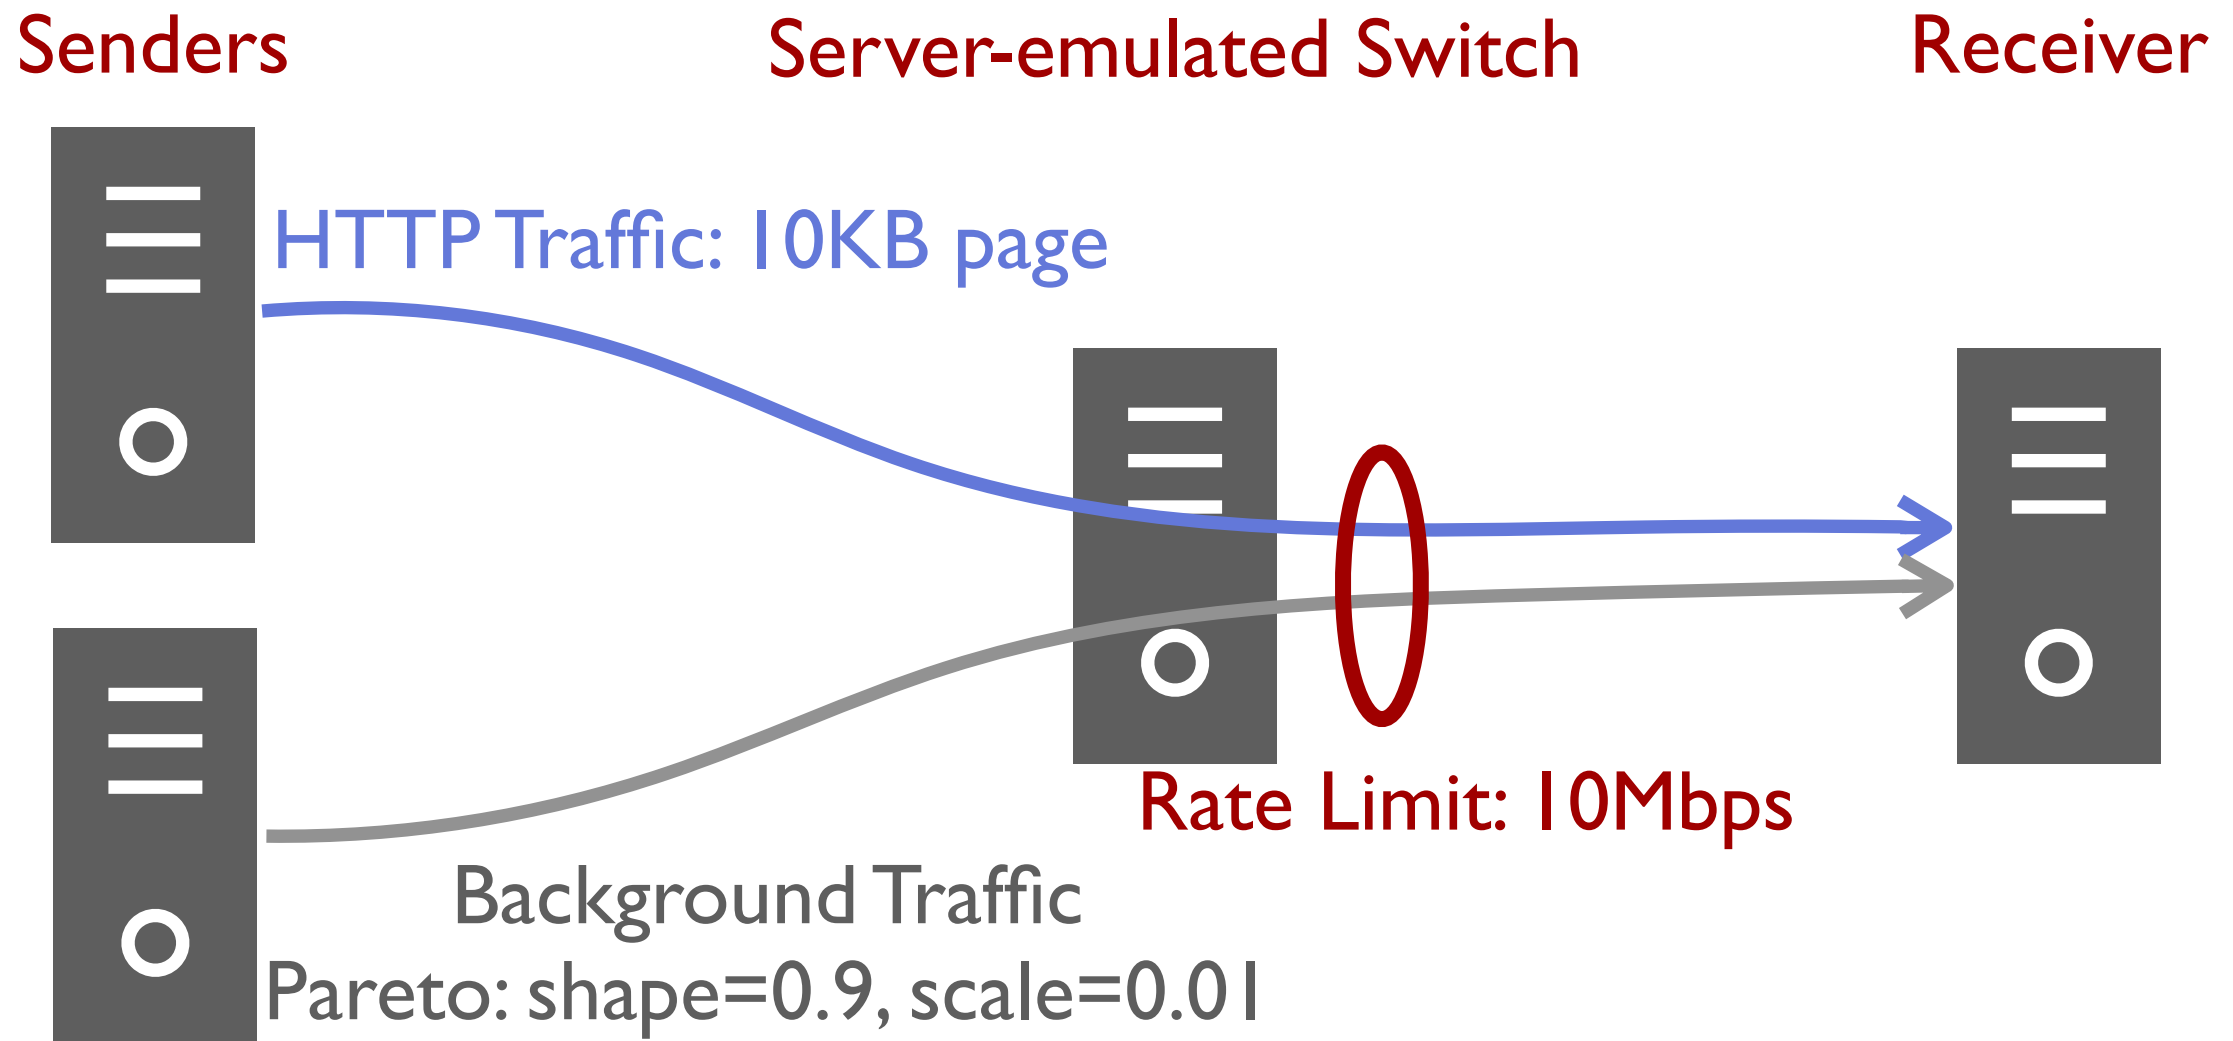 Senders
Server-emulated Switch
Receiver
HTTP Traffic: 10KB page
Rate Limit: 10Mbps
Background Traffic
Pareto: shape=0.9, scale=0.01